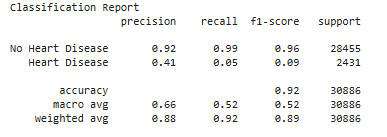 Classification Report
precision recall f1-score support
No Heart Disease 0.92 0.99 0.96 28455
Heart Disease 0.41 0.05 0.09 2431
accuracy 0.92 30886
macro avg 0.66 0.52 0.52 30886
weighted avg 0.88 0.92 0.89 30886